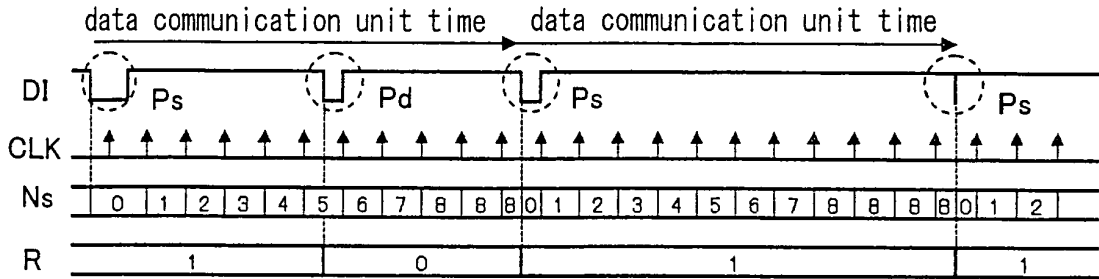 data communication unit time data communication unit time
DI Ps Pd Ps Ps
CLK
Ns 0 1 2 3 4 5 6 7 8 8 8 0 1 2 3 4 5 6 7 8 8 8 8 0 1 2
R 1 0 1 1